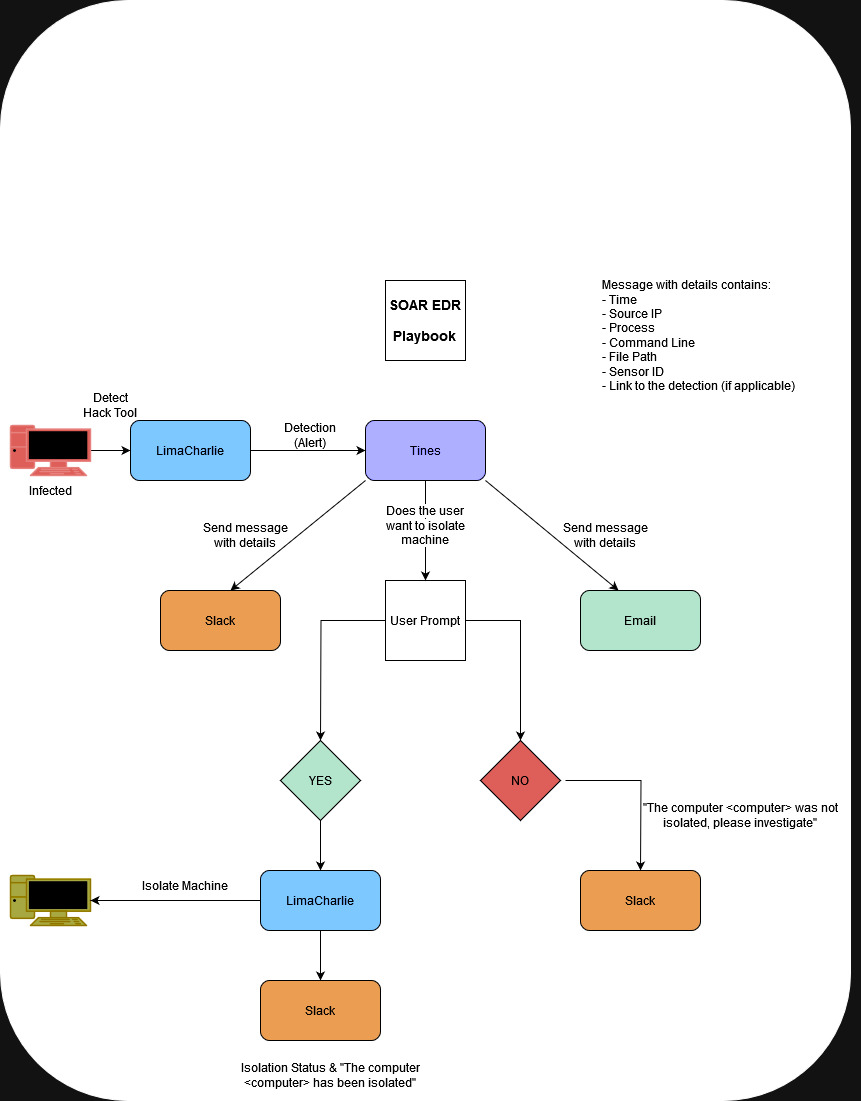 SOAR EDR
Playbook
Message with details contains:
- Time
- Source IP
- Process
- Command Line
- File Path
- Sensor ID
- Link to the detection (if applicable)
Detect
Hack Tool
Infected
LimaCharlie
Detection
(Alert)
Tines
Send message
with details
Does the user
want to isolate
machine
Send message
with details
Slack
User Prompt
Email
YES
NO
"The computer <computer> was not
isolated, please investigate"
Isolate Machine
LimaCharlie
Slack
Slack
Isolation Status & "The computer
<computer> has been isolated"